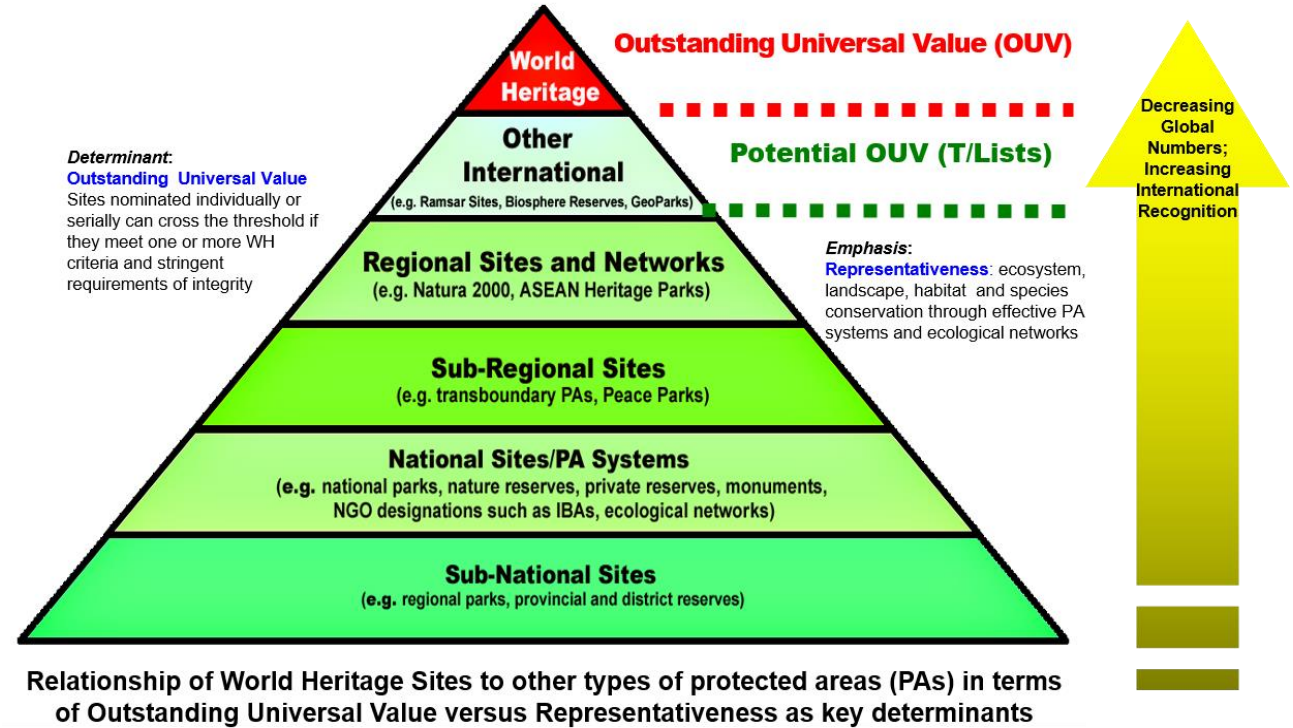 World
Heritage
Outstanding Universal Value (OUV)
Other
International
(e.g. Ramsar Sites, Biosphere Reserves, GeoParks)
Potential OUV (T/Lists)
Decreasing
Global
Numbers;
Increasing
International
Recognition
Determinant:
Outstanding Universal Value
Sites nominated individually or
serially can cross the threshold if
they meet one or more WH
criteria and stringent
requirements of integrity
Regional Sites and Networks
(e.g. Natura 2000, ASEAN Heritage Parks)
Emphasis:
Representativeness: ecosystem,
landscape, habitat and species
conservation through effective PA
systems and ecological networks
Sub-Regional Sites
(e.g. transboundary PAs, Peace Parks)
National Sites/PA Systems
(e.g. national parks, nature reserves, private reserves, monuments,
NGO designations such as IBAs, ecological networks)
Sub-National Sites
(e.g. regional parks, provincial and district reserves)
Relationship of World Heritage Sites to other types of protected areas (PAs) in terms
of Outstanding Universal Value versus Representativeness as key determinants